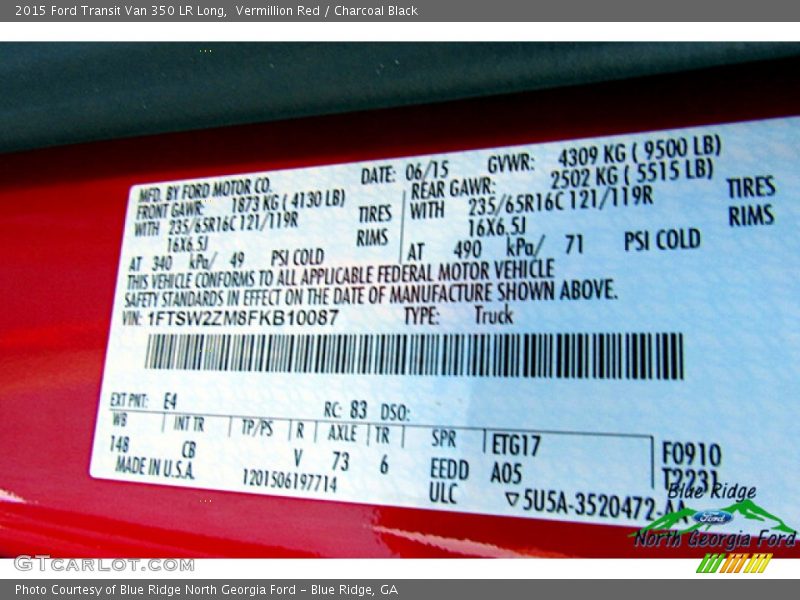 2015 Ford Transit Van 350 LR Long,  Vermillion Red / Charcoal Black
MFD. BY FORD MOTOR CO. DATE: 06/15 GVWR: 4309 KG ( 9500 LB)
FRONT GAWR: 1873 KG ( 4130 LB) REAR GAWR: 2502 KG ( 5515 LB)
WITH 235/65R16C 121/119R TIRES WITH 235/65R16C 121/119R TIRES
16X6.5J RIMS 16X6.5J RIMS
AT 340 kPa/ 49 PSI COLD AT 490 kPa/ 71 PSI COLD
THIS VEHICLE CONFORMS TO ALL APPLICABLE FEDERAL MOTOR VEHICLE
SAFETY STANDARDS IN EFFECT ON THE DATE OF MANUFACTURE SHOWN ABOVE.
VIN: 1FTSW2ZM8FKB10087 TYPE: Truck
EXT PNT: E4 RC: 83 DSO:
WB INT TR TP/PS R AXLE TR SPR ETG17 F0910
148 CB V 73 6 EEDD A05 T2231
MADE IN U.S.A. 1201506197714 ULC ▽5U5A-3520472-AA
Blue Ridge
Ford
North Georgia Ford
GTCARLOT.COM
Photo Courtesy of Blue Ridge North Georgia Ford – Blue Ridge, GA